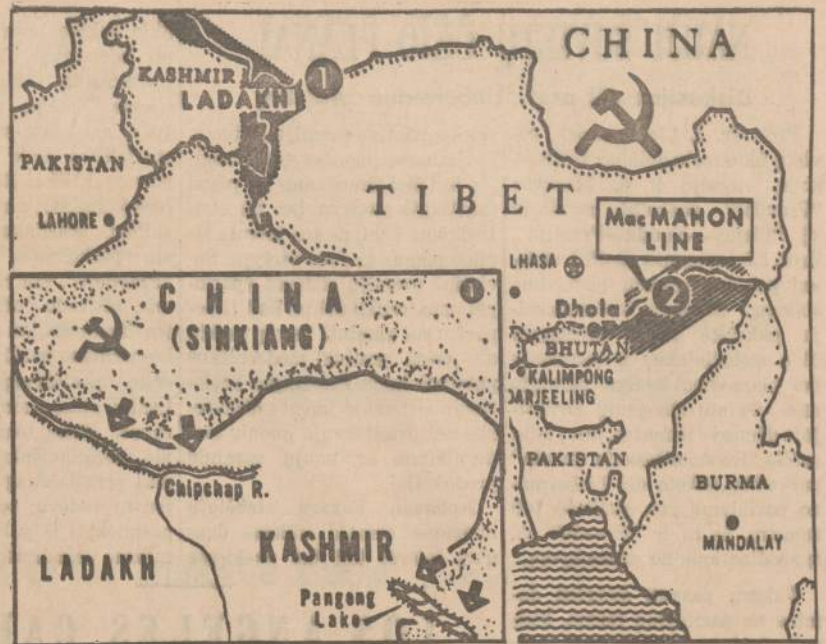 CHINA
KASHMIR
LADAKH
1
PAKISTAN
TIBET
MacMAHON
LINE
LAHORE
LHASA
2
Dhola
BHUTAN
KALIMPONG
DARJEELING
PAKISTAN
BURMA
MANDALAY
CHINA
1
(SINKIANG)
Chipchap R.
KASHMIR
LADAKH
Pangong
Lake